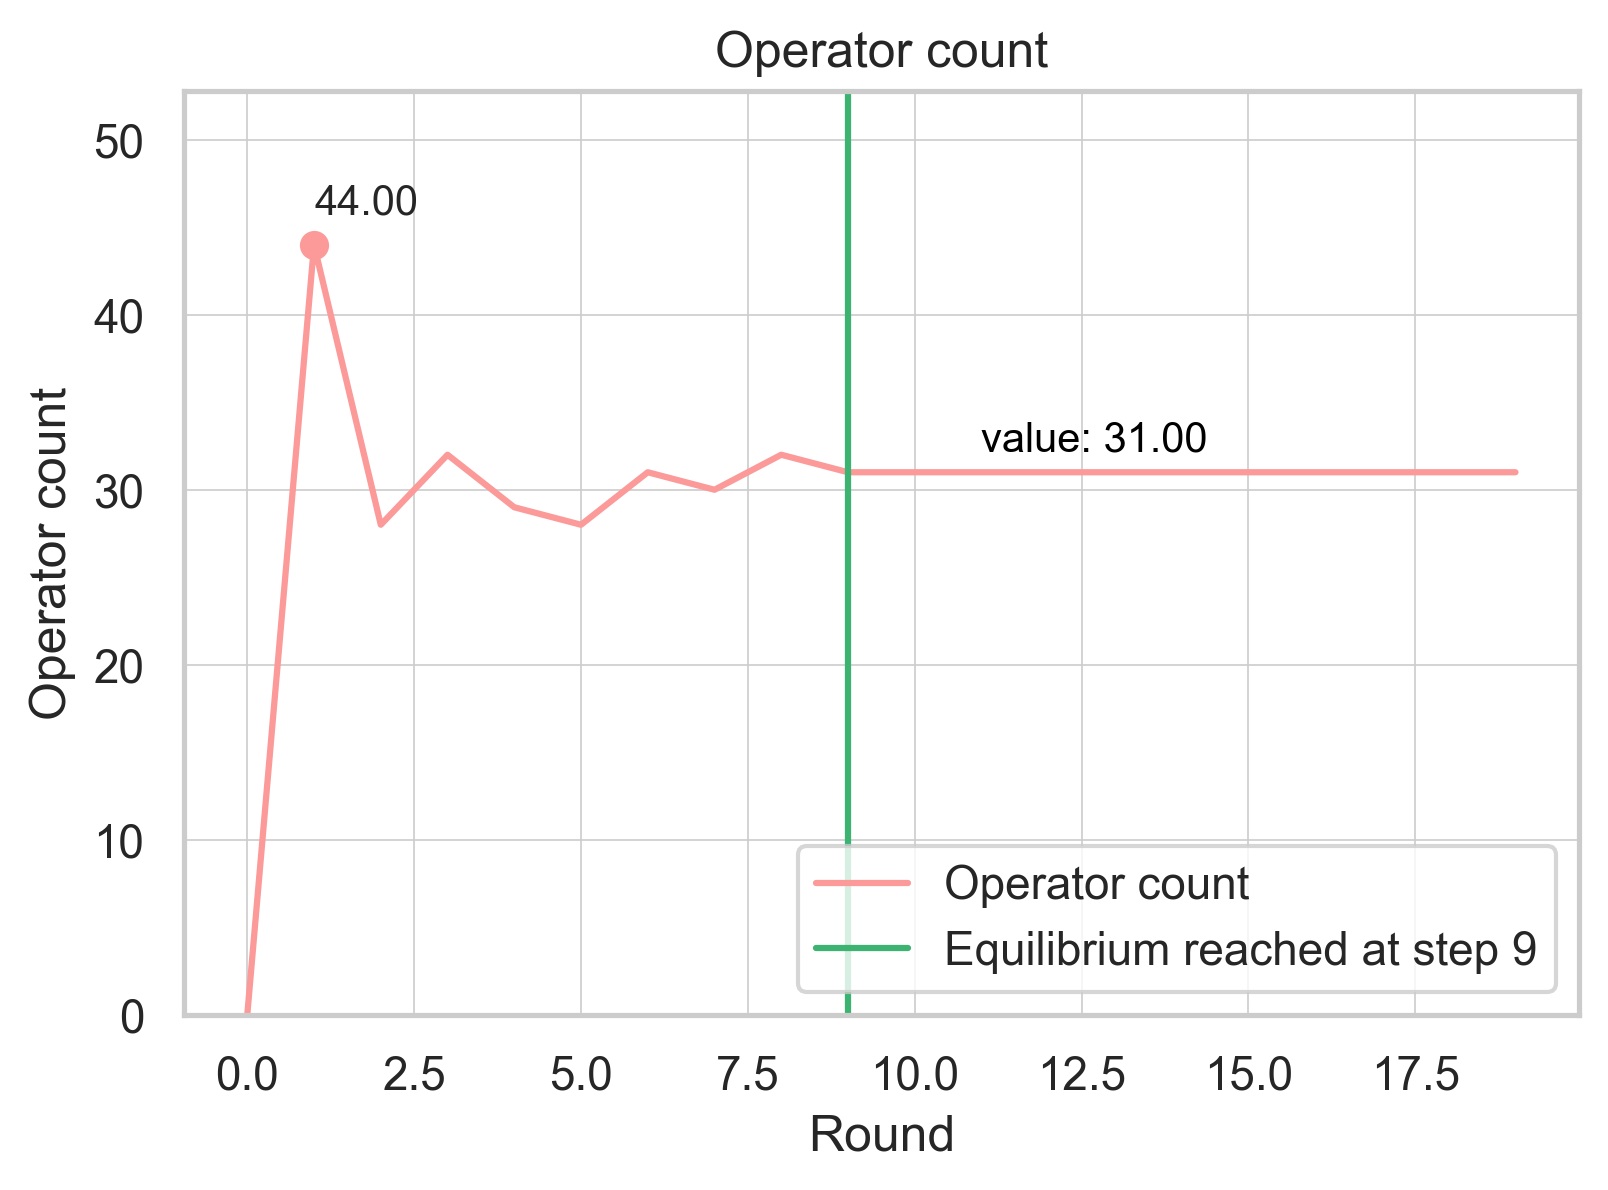 Operator count
50
44.00
40
value: 31.00
30
20
10
0
Operator count
Operator count
Equilibrium reached at step 9
0.0 2.5 5.0 7.5 10.0 12.5 15.0 17.5
Round